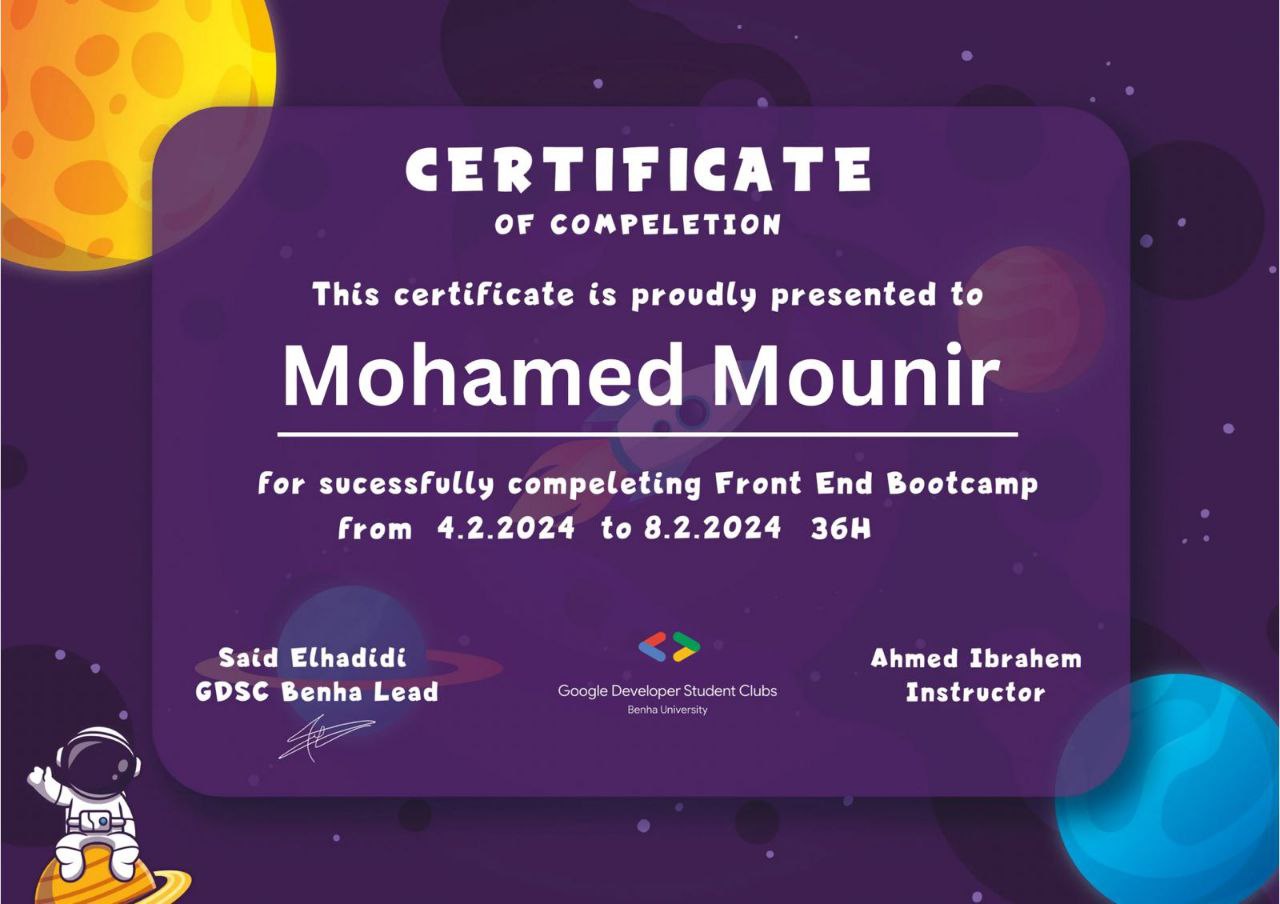 CERTIFICATE
OF COMPELETION
This certificate is proudly presented to
Mohamed Mounir
for sucessfully compeleting Front End Bootcamp
from 4.2.2024 to 8.2.2024 36H
Said Elhadidi
GDSC Benha Lead
Google Developer Student Clubs
Benha University
Ahmed Ibrahem
Instructor